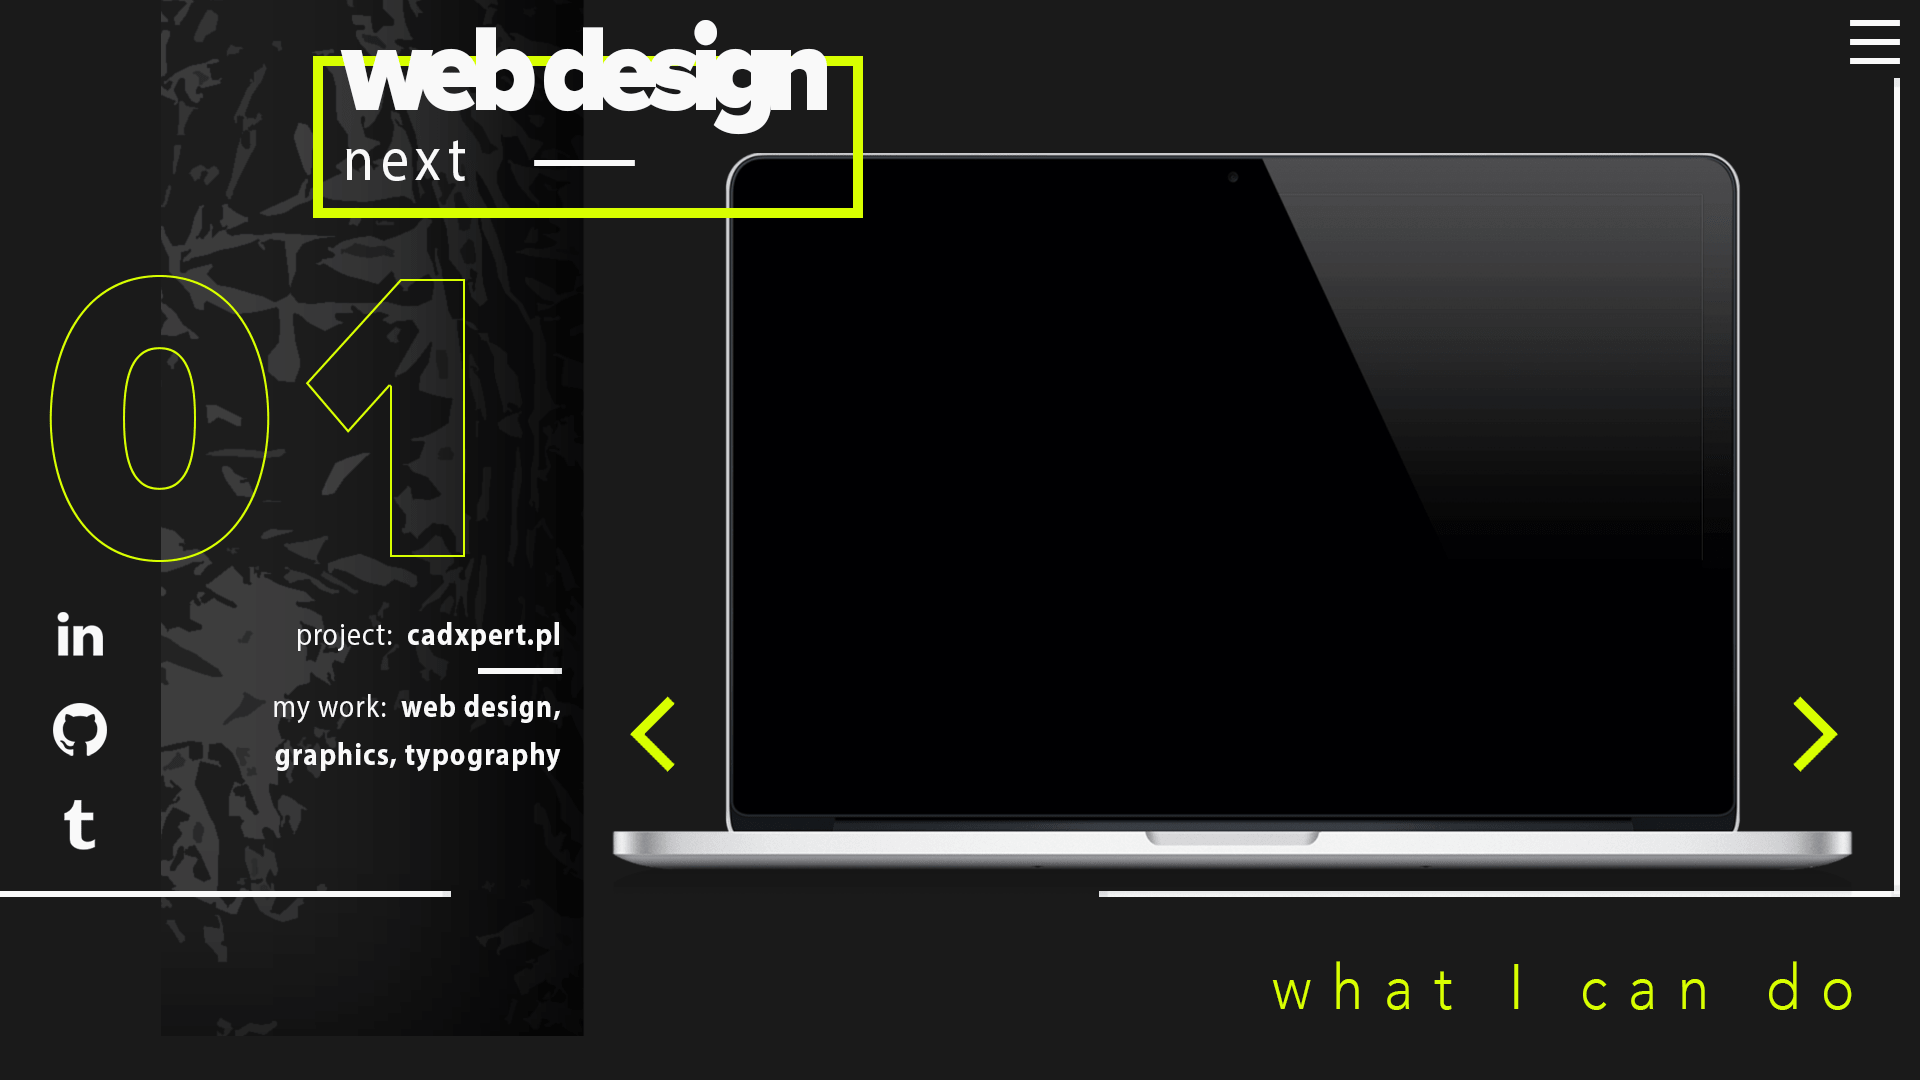 web design
next
01
in
t
project: cadxpert.pl
my work: web design,
graphics, typography
what I can do